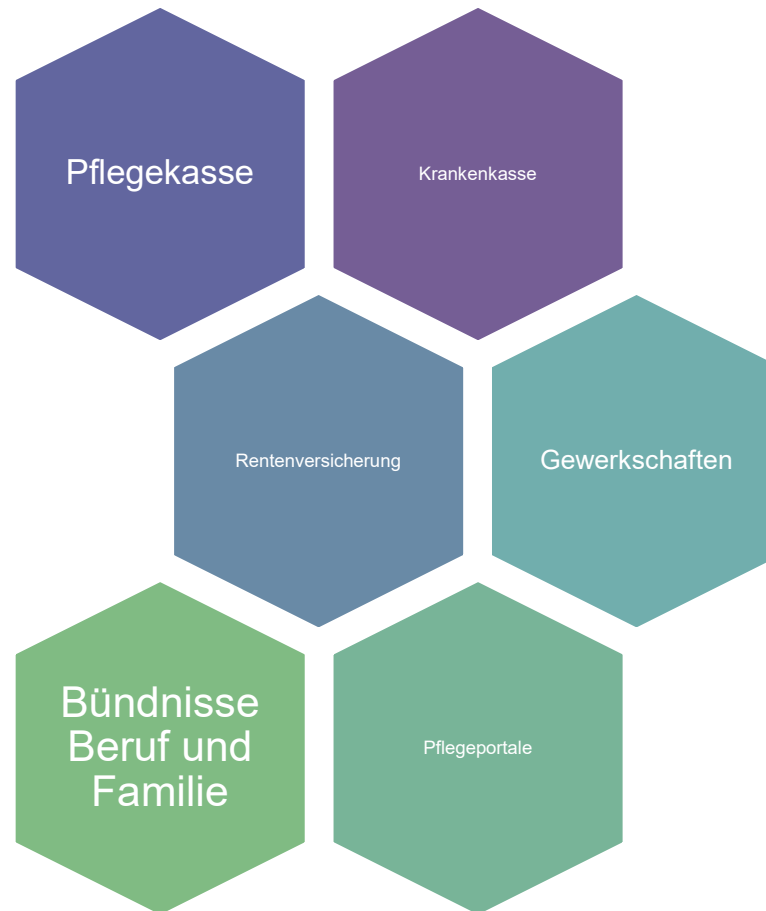 Pflegekasse
Krankenkasse
Rentenversicherung
Gewerkschaften
Bündnisse
Beruf und
Familie
Pflegeportale